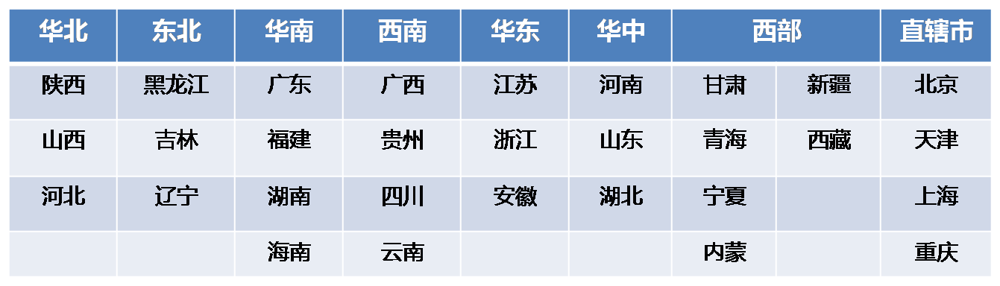 华北 东北 华南 西南 华东 华中 西部 直辖市
陕西 黑龙江 广东 广西 江苏 河南 甘肃 新疆 北京
山西 吉林 福建 贵州 浙江 山东 青海 西藏 天津
河北 辽宁 湖南 四川 安徽 湖北 宁夏 上海
海南 云南 内蒙 重庆